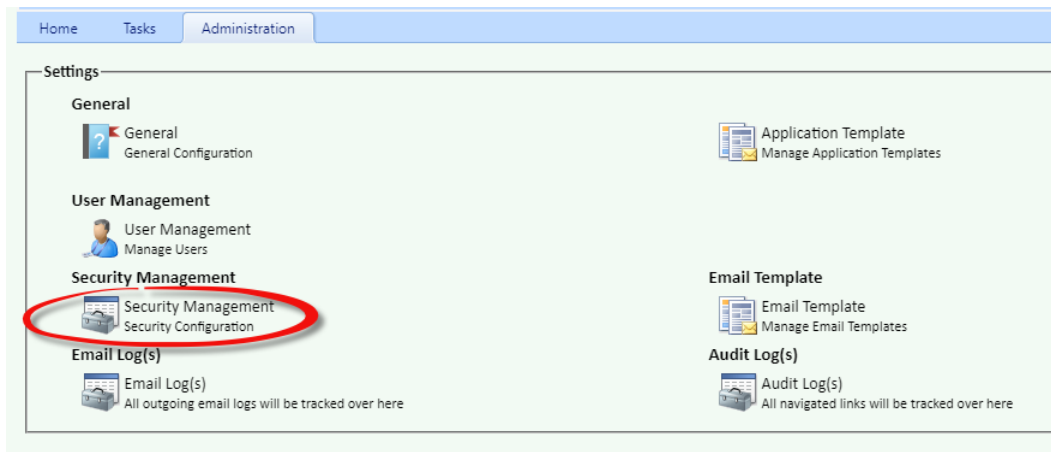 Home Tasks Administration
Settings
General
General
General Configuration
Application Template
Manage Application Templates
User Management
User Management
Manage Users
Security Management
Security Management
Security Configuration
Email Template
Email Template
Manage Email Templates
Email Log(s)
Email Log(s)
All outgoing email logs will be tracked over here
Audit Log(s)
Audit Log(s)
All navigated links will be tracked over here